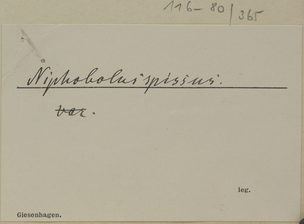 116-80/365
Niphobolus spissus.
var.
leg.
Giesenhagen.